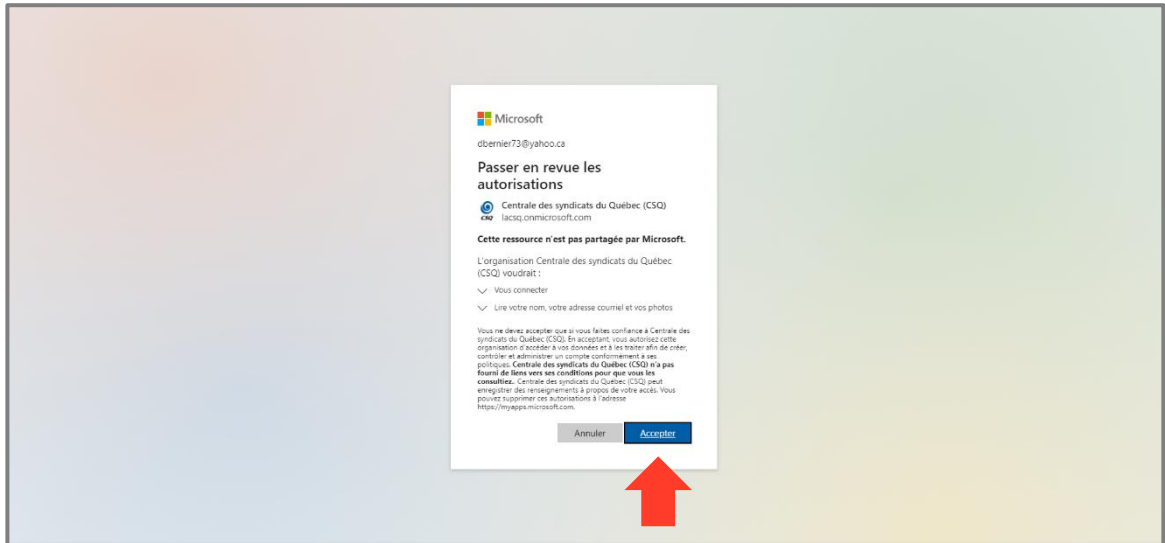 Microsoft
dbernier73@yahoo.ca
Passer en revue les
autorisations
Centrale des syndicats du Québec (CSQ)
CSQ lacsq.onmicrosoft.com
Cette ressource n'est pas partagée par Microsoft.
L'organisation Centrale des syndicats du Québec
(CSQ) voudrait :
Vous connecter
Lire votre nom, votre adresse courriel et vos photos
Vous ne devez accepter que si vous faites confiance à Centrale des
syndicats du Québec (CSQ). En acceptant, vous autorisez cette
organisation d'accéder à vos données et à les traiter afin de créer,
contrôler et administrer un compte conformément à ses
politiques. Centrale des syndicats du Québec (CSQ) n'a pas
fourni de liens vers ses conditions pour que vous les
consultiez.. Centrale des syndicats du Québec (CSQ) peut
enregistrer des renseignements à propos de votre accès. Vous
pouvez supprimer ces autorisations à l'adresse
https://myapps.microsoft.com.
Annuler Accepter